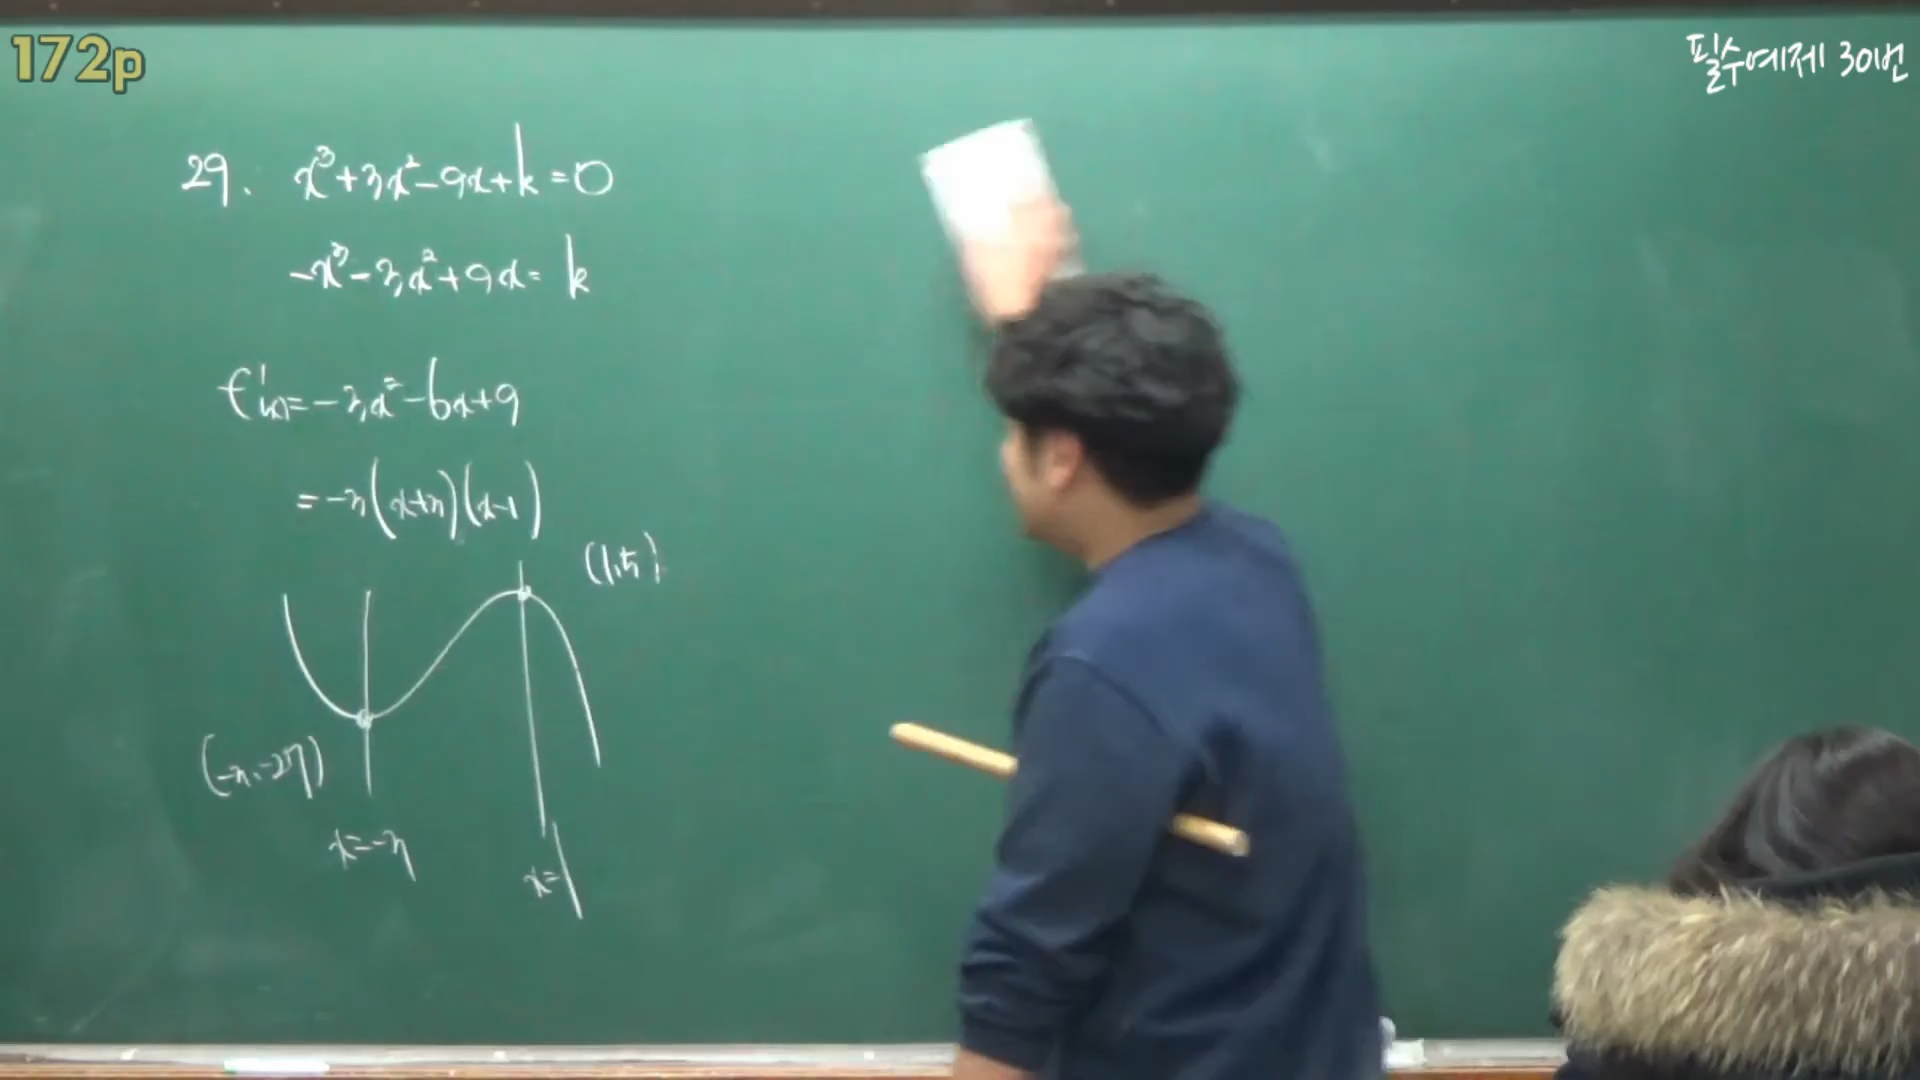 172p
필수예제 30번
29. x³+3x²-9x+k=0
-x³-3x²+9x=k
f'(x)=-3x²-6x+9
=-3(x+3)(x-1)
(1,5)
(-3,-27)
x=-3
x=1